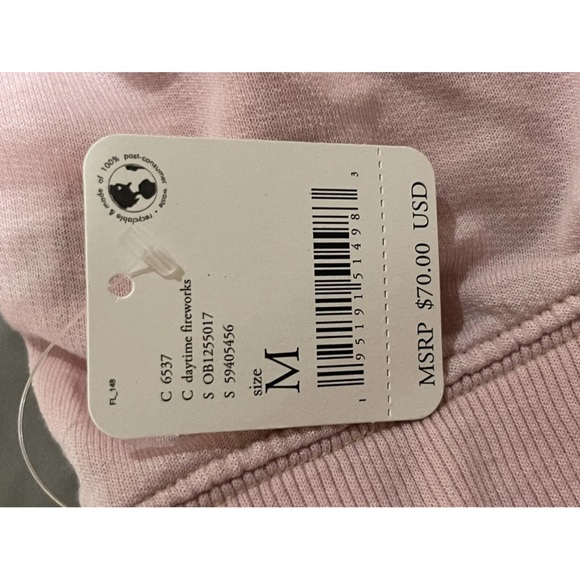 made of 100% post-consumer waste • recyclable &
FL_148
C 6537
C daytime fireworks
S OB1255017
S 59405456
size
M
1 95191 51498 3
MSRP $70.00 USD